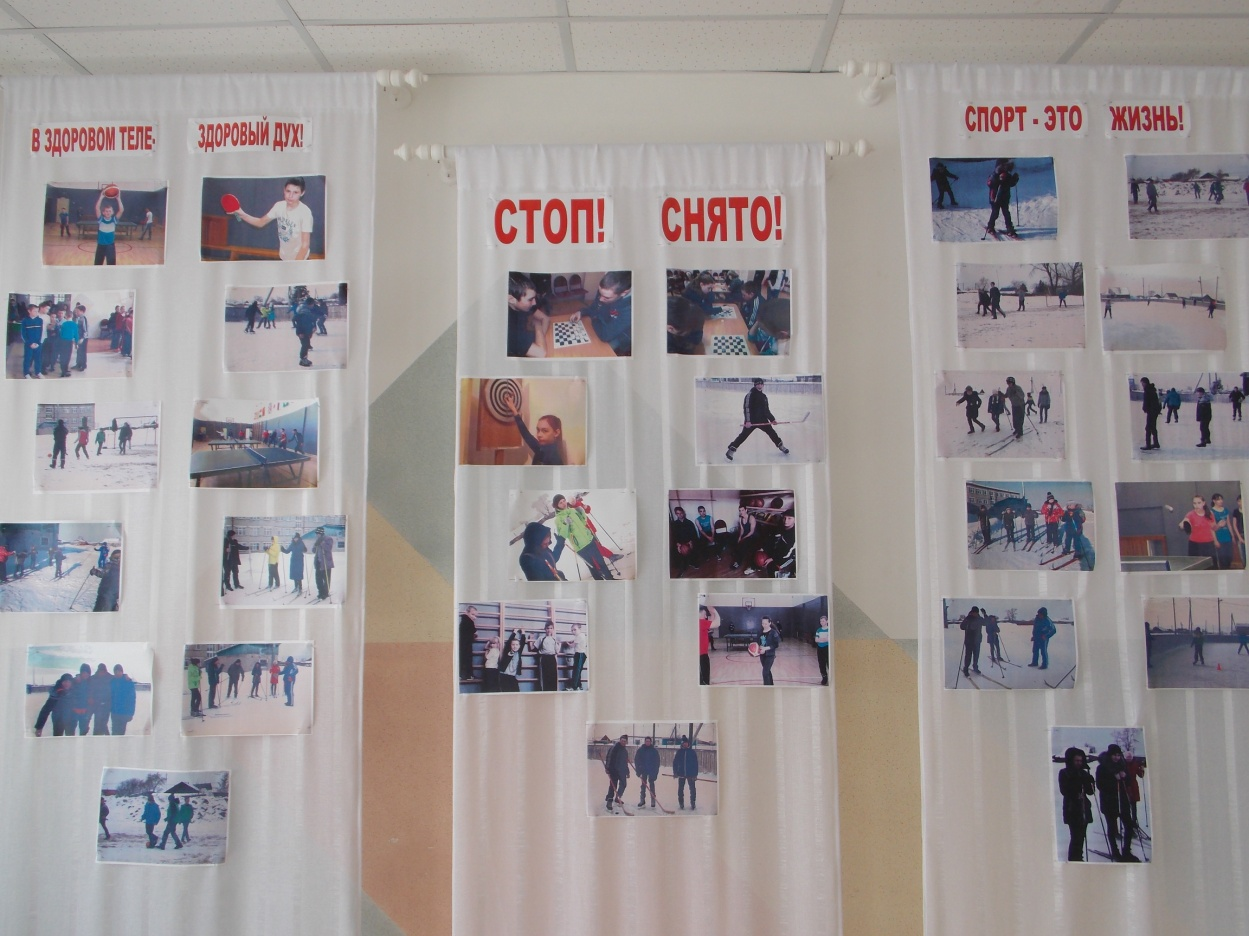 В ЗДОРОВОМ ТЕЛЕ-
ЗДОРОВЫЙ ДУХ!
СТОП!
СНЯТО!
СПОРТ - ЭТО
ЖИЗНЬ!